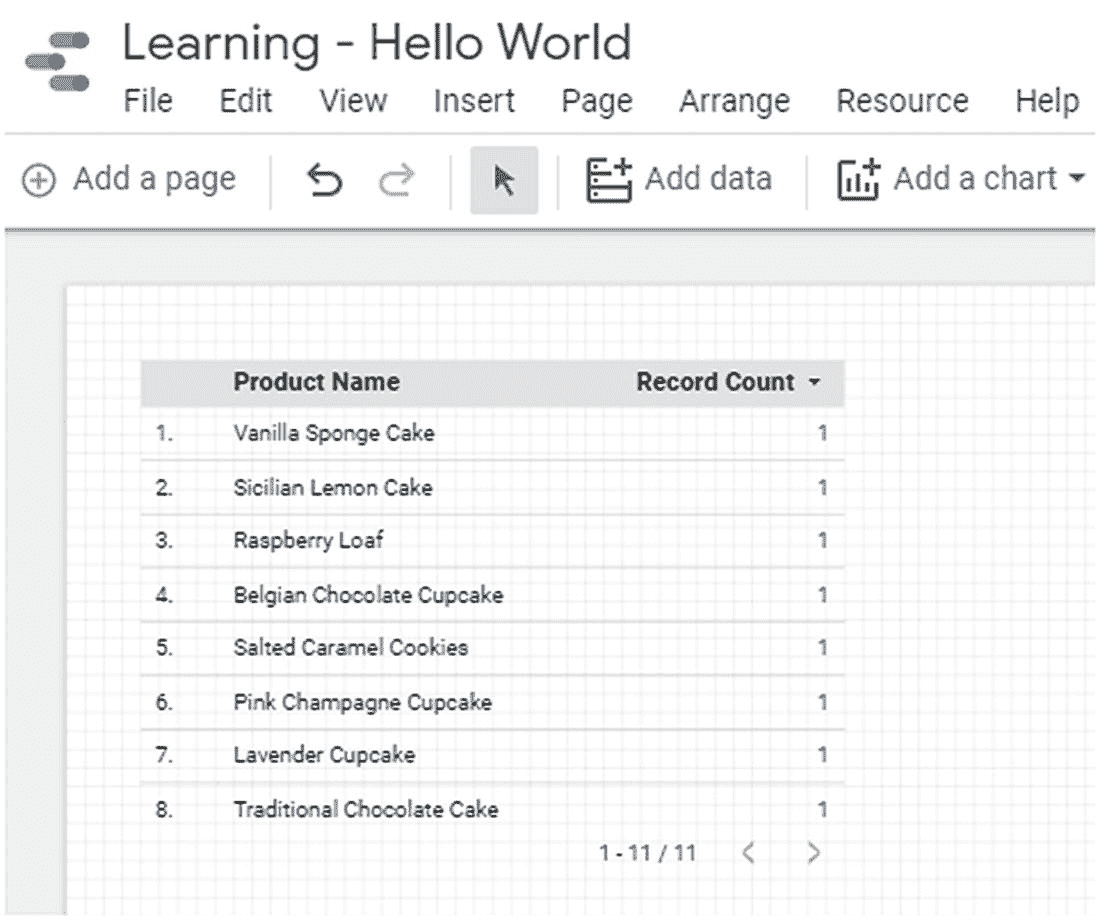 Learning - Hello World
File Edit View Insert Page Arrange Resource Help
Add a page Add data Add a chart
Product Name Record Count
1. Vanilla Sponge Cake 1
2. Sicilian Lemon Cake 1
3. Raspberry Loaf 1
4. Belgian Chocolate Cupcake 1
5. Salted Caramel Cookies 1
6. Pink Champagne Cupcake 1
7. Lavender Cupcake 1
8. Traditional Chocolate Cake 1
1 - 11 / 11